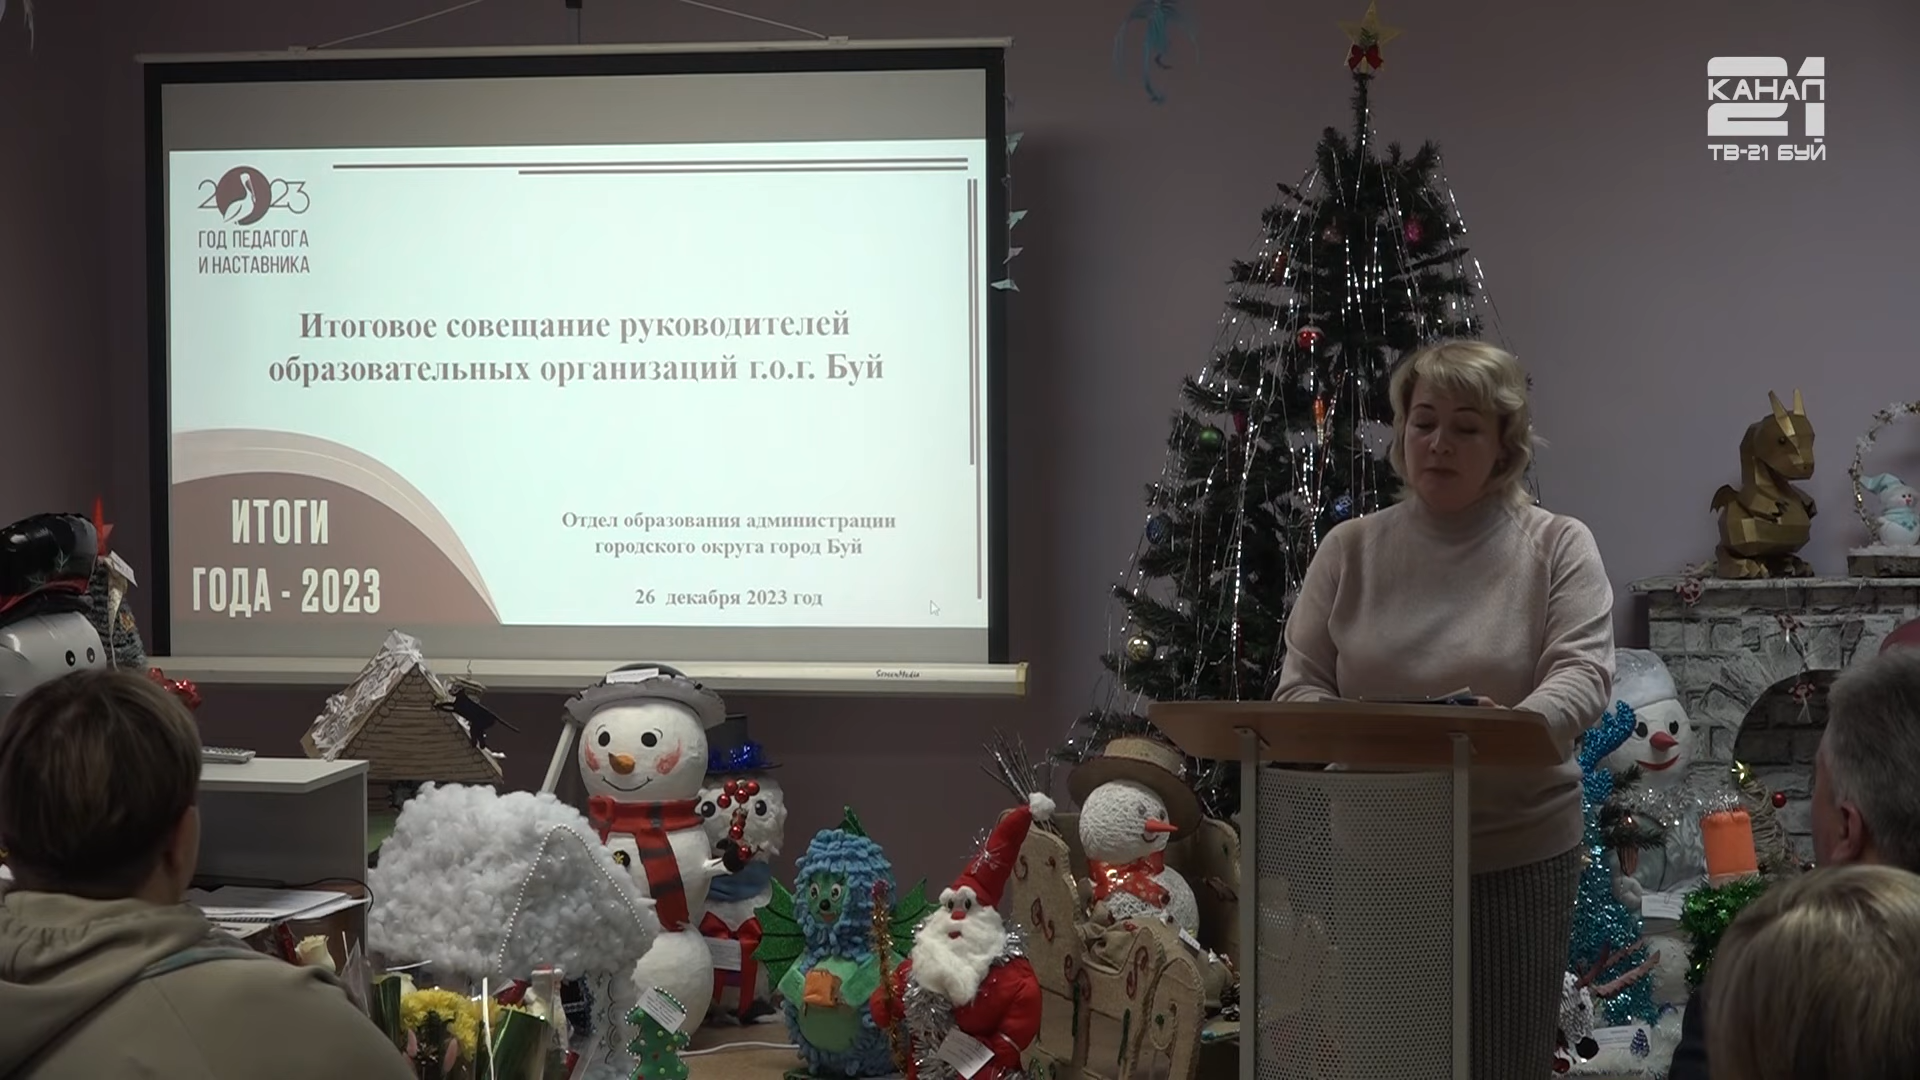 2023
ГОД ПЕДАГОГА
И НАСТАВНИКА
Итоговое совещание руководителей
образовательных организаций г.о.г. Буй
ИТОГИ
ГОДА - 2023
Отдел образования администрации
городского округа город Буй
26 декабря 2023 год
ScreenMedia
21
КАНАЛ
ТВ-21 БУЙ